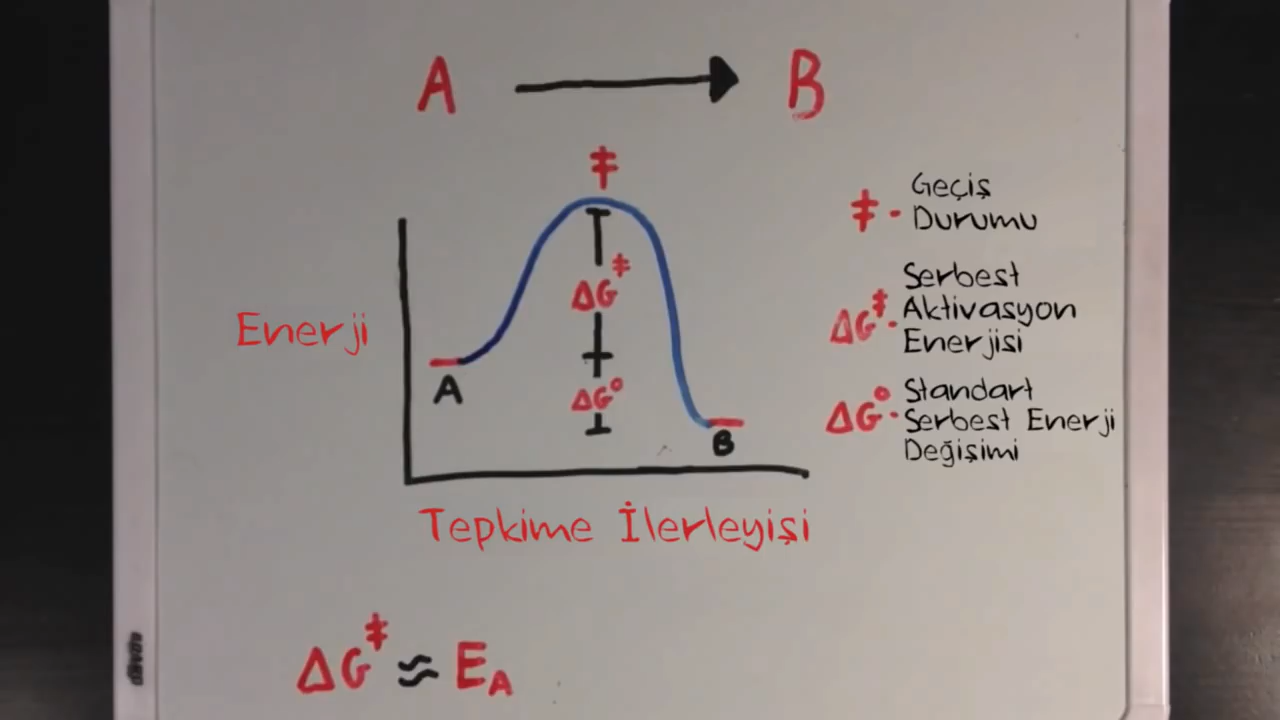 A → B
‡
ΔG‡
ΔG°
Enerji
A
B
Tepkime İlerleyişi
‡ - Geçiş
Durumu
ΔG‡ - Serbest
Aktivasyon
Enerjisi
ΔG° - Standart
Serbest Enerji
Değişimi
ΔG‡ ≈ EA